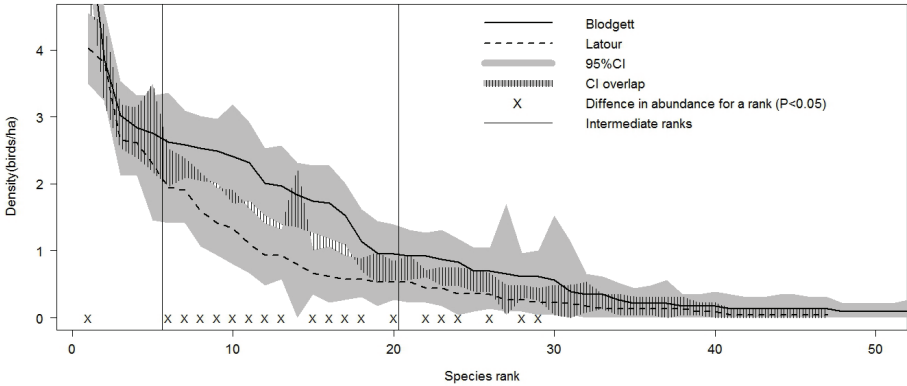 4
3
2
1
0
Density(birds/ha)
Blodgett
Latour
95%CI
CI overlap
X Diffence in abundance for a rank (P<0.05)
Intermediate ranks
X X X X X X X X X X X X X X X X X X X X
0 10 20 30 40 50
Species rank